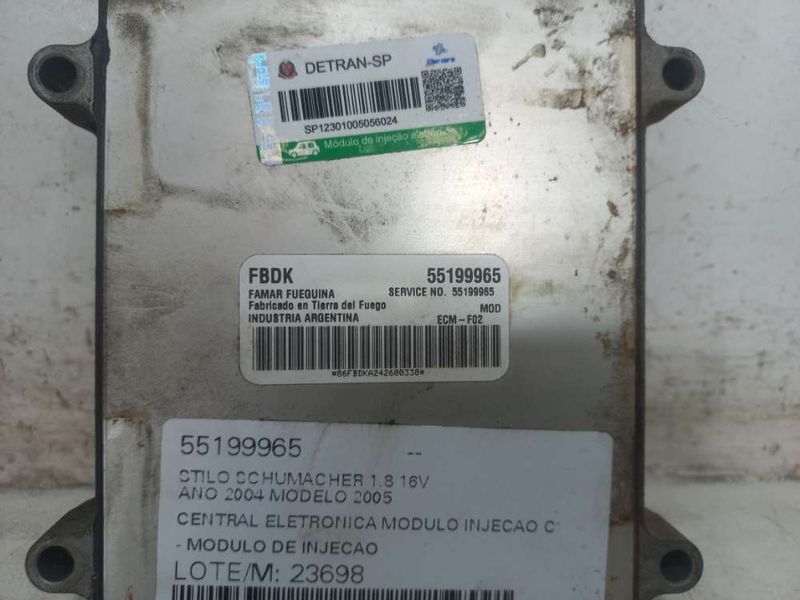 DETRAN-SP
SP12301005056024
Módulo de injeção eletrônica
FBDK 55199965
FAMAR FUEGUINA SERVICE NO. 55199965
Fabricado en Tierra del Fuego MOD
INDUSTRIA ARGENTINA ECM-F02
*86FBDKA242600338*
55199965 --
STILO SCHUMACHER 1.8 16V
ANO 2004 MODELO 2005
CENTRAL ELETRONICA MODULO INJECAO C
- MODULO DE INJECAO
LOTE/M: 23698